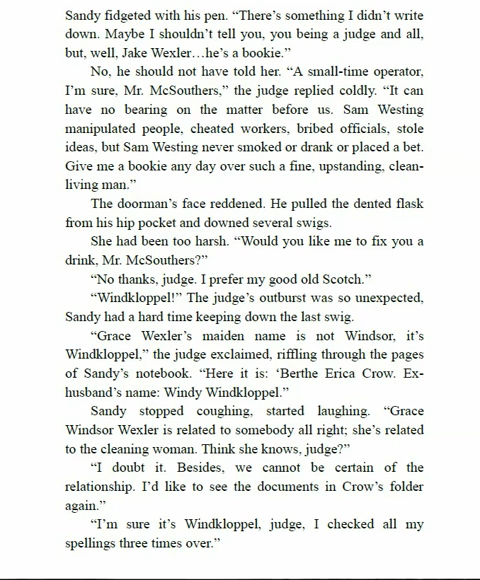 Sandy fidgeted with his pen. “There’s something I didn’t write
down. Maybe I shouldn’t tell you, you being a judge and all,
but, well, Jake Wexler…he’s a bookie.”
No, he should not have told her. “A small-time operator,
I’m sure, Mr. McSouthers,” the judge replied coldly. “It can
have no bearing on the matter before us. Sam Westing
manipulated people, cheated workers, bribed officials, stole
ideas, but Sam Westing never smoked or drank or placed a bet.
Give me a bookie any day over such a fine, upstanding, clean-
living man.”
The doorman’s face reddened. He pulled the dented flask
from his hip pocket and downed several swigs.
She had been too harsh. “Would you like me to fix you a
drink, Mr. McSouthers?”
“No thanks, judge. I prefer my good old Scotch.”
“Windkloppel!” The judge’s outburst was so unexpected,
Sandy had a hard time keeping down the last swig.
“Grace Wexler’s maiden name is not Windsor, it’s
Windkloppel,” the judge exclaimed, riffling through the pages
of Sandy’s notebook. “Here it is: ‘Berthe Erica Crow. Ex-
husband’s name: Windy Windkloppel.”
Sandy stopped coughing, started laughing. “Grace
Windsor Wexler is related to somebody all right; she’s related
to the cleaning woman. Think she knows, judge?”
“I doubt it. Besides, we cannot be certain of the
relationship. I’d like to see the documents in Crow’s folder
again.”
“I’m sure it’s Windkloppel, judge, I checked all my
spellings three times over.”